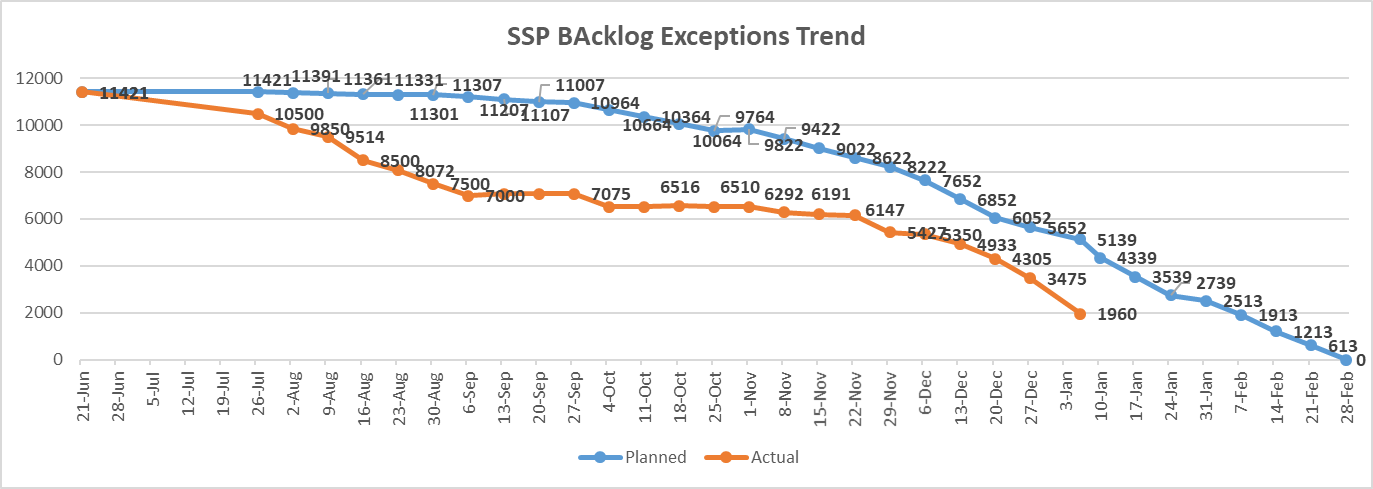 SSP BAcklog Exceptions Trend
12000
10000
8000
6000
4000
2000
0
11421
11421
11391
11361
11331
11301
11307
11207
11107
11007
10964
10664
10364
10064
9764
9822
9422
9022
8622
8222
7652
6852
6052
5652
5139
4339
3539
2739
2513
1913
1213
613
0
10500
9850
9514
8500
8072
7500
7000
7075
6516
6510
6292
6191
6147
5427
5350
4933
4305
3475
1960
21-Jun
28-Jun
5-Jul
12-Jul
19-Jul
26-Jul
2-Aug
9-Aug
16-Aug
23-Aug
30-Aug
6-Sep
13-Sep
20-Sep
27-Sep
4-Oct
11-Oct
18-Oct
25-Oct
1-Nov
8-Nov
15-Nov
22-Nov
29-Nov
6-Dec
13-Dec
20-Dec
27-Dec
3-Jan
10-Jan
17-Jan
24-Jan
31-Jan
7-Feb
14-Feb
21-Feb
28-Feb
Planned
Actual